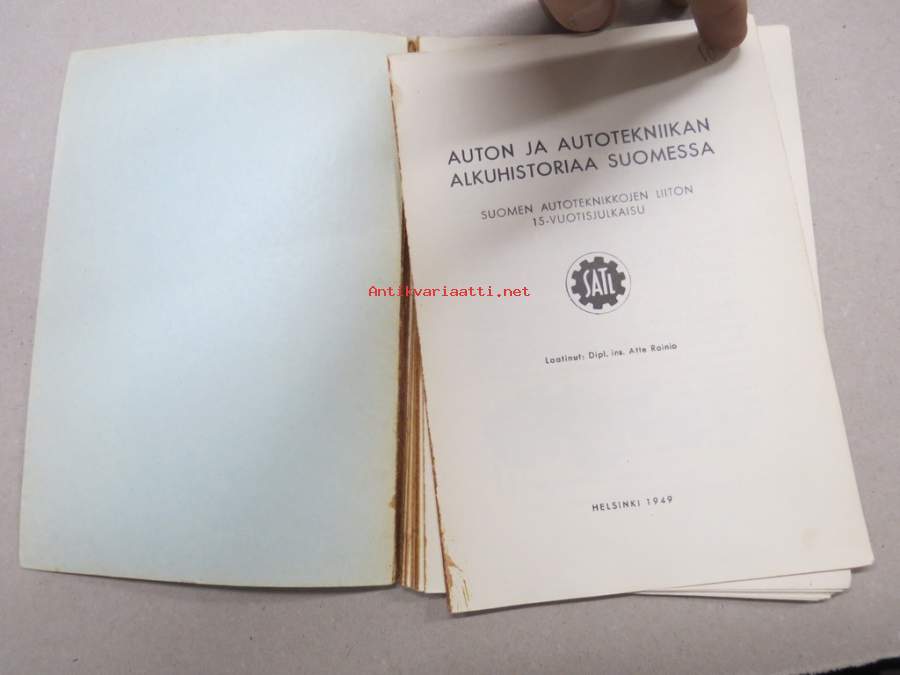 AUTON JA AUTOTEKNIIKAN
ALKUHISTORIAA SUOMESSA
SUOMEN AUTOTEKNIKKOJEN LIITON
15-VUOTISJULKAISU
SATL
Antikvariaatti.net
Laatinut: Dipl. ins. Atte Rainio
HELSINKI 1949